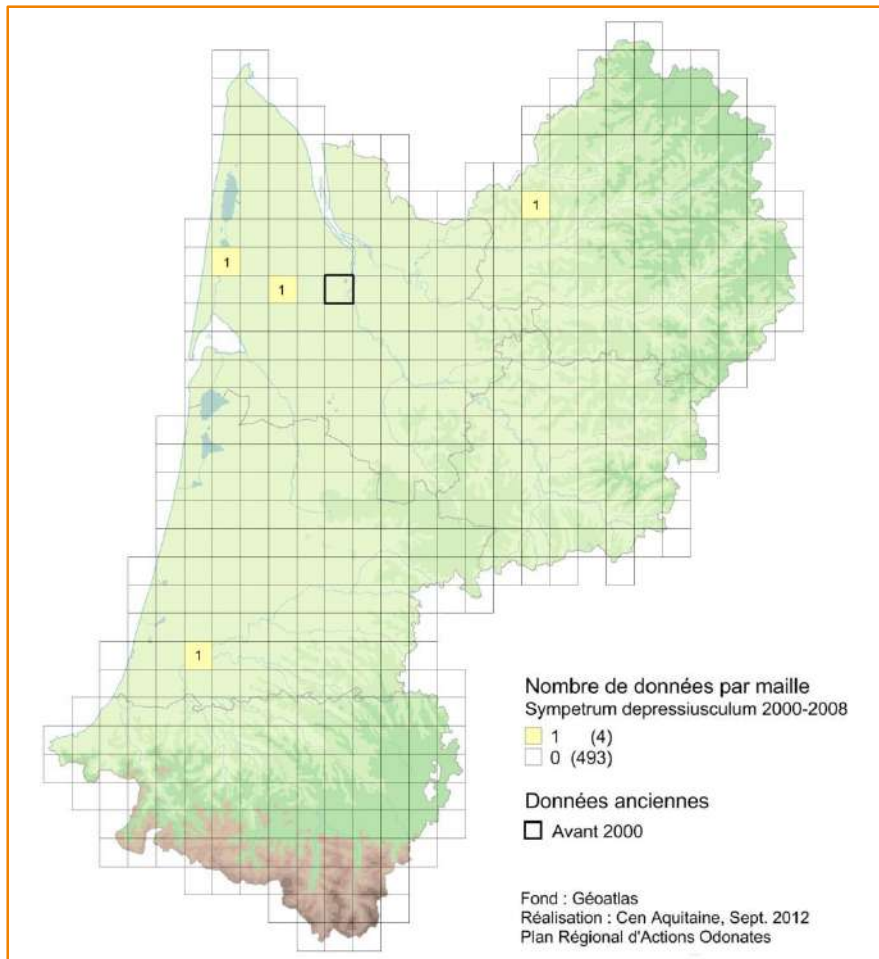 1
1
1
1
Nombre de données par maille
Sympetrum depressiusculum 2000-2008
1 (4)
0 (493)
Données anciennes
Avant 2000
Fond : Géoatlas
Réalisation : Cen Aquitaine, Sept. 2012
Plan Régional d'Actions Odonates